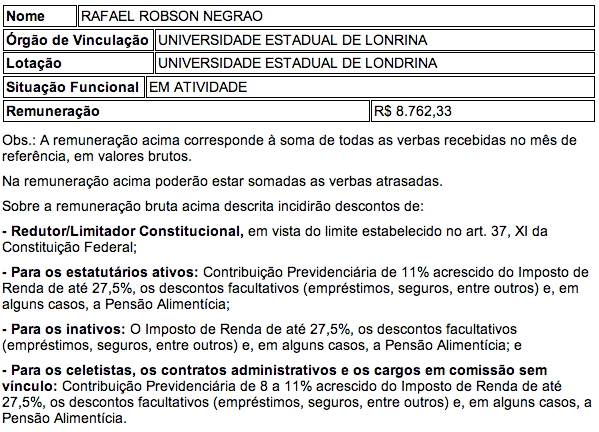 Nome RAFAEL ROBSON NEGRAO
Órgão de Vinculação UNIVERSIDADE ESTADUAL DE LONRINA
Lotação UNIVERSIDADE ESTADUAL DE LONDRINA
Situação Funcional EM ATIVIDADE
Remuneração R$ 8.762,33
Obs.: A remuneração acima corresponde à soma de todas as verbas recebidas no mês de
referência, em valores brutos.
Na remuneração acima poderão estar somadas as verbas atrasadas.
Sobre a remuneração bruta acima descrita incidirão descontos de:
- Redutor/Limitador Constitucional, em vista do limite estabelecido no art. 37, XI da
Constituição Federal;
- Para os estatutários ativos: Contribuição Previdenciária de 11% acrescido do Imposto de
Renda de até 27,5%, os descontos facultativos (empréstimos, seguros, entre outros) e, em
alguns casos, a Pensão Alimentícia;
- Para os inativos: O Imposto de Renda de até 27,5%, os descontos facultativos
(empréstimos, seguros, entre outros) e, em alguns casos, a Pensão Alimentícia; e
- Para os celetistas, os contratos administrativos e os cargos em comissão sem
vínculo: Contribuição Previdenciária de 8 a 11% acrescido do Imposto de Renda de até
27,5%, os descontos facultativos (empréstimos, seguros, entre outros) e, em alguns casos, a
Pensão Alimentícia.